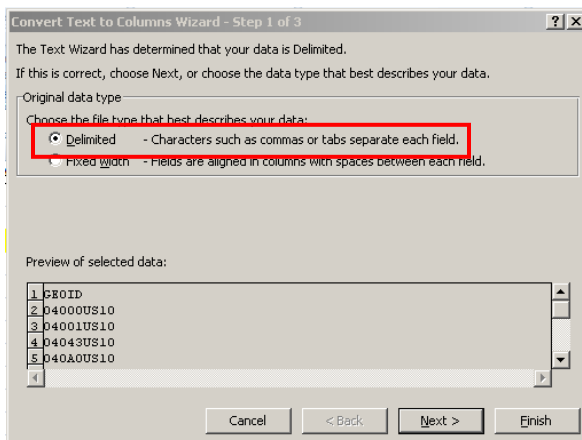 Convert Text to Columns Wizard - Step 1 of 3
The Text Wizard has determined that your data is Delimited.
If this is correct, choose Next, or choose the data type that best describes your data.
Original data type
Choose the file type that best describes your data:
Delimited - Characters such as commas or tabs separate each field.
Fixed Width - Fields are aligned in columns with spaces between each field.
Preview of selected data:
1 GEOID
2 04000US10
3 04001US10
4 04043US10
5 040A0US10
Cancel < Back Next > Finish